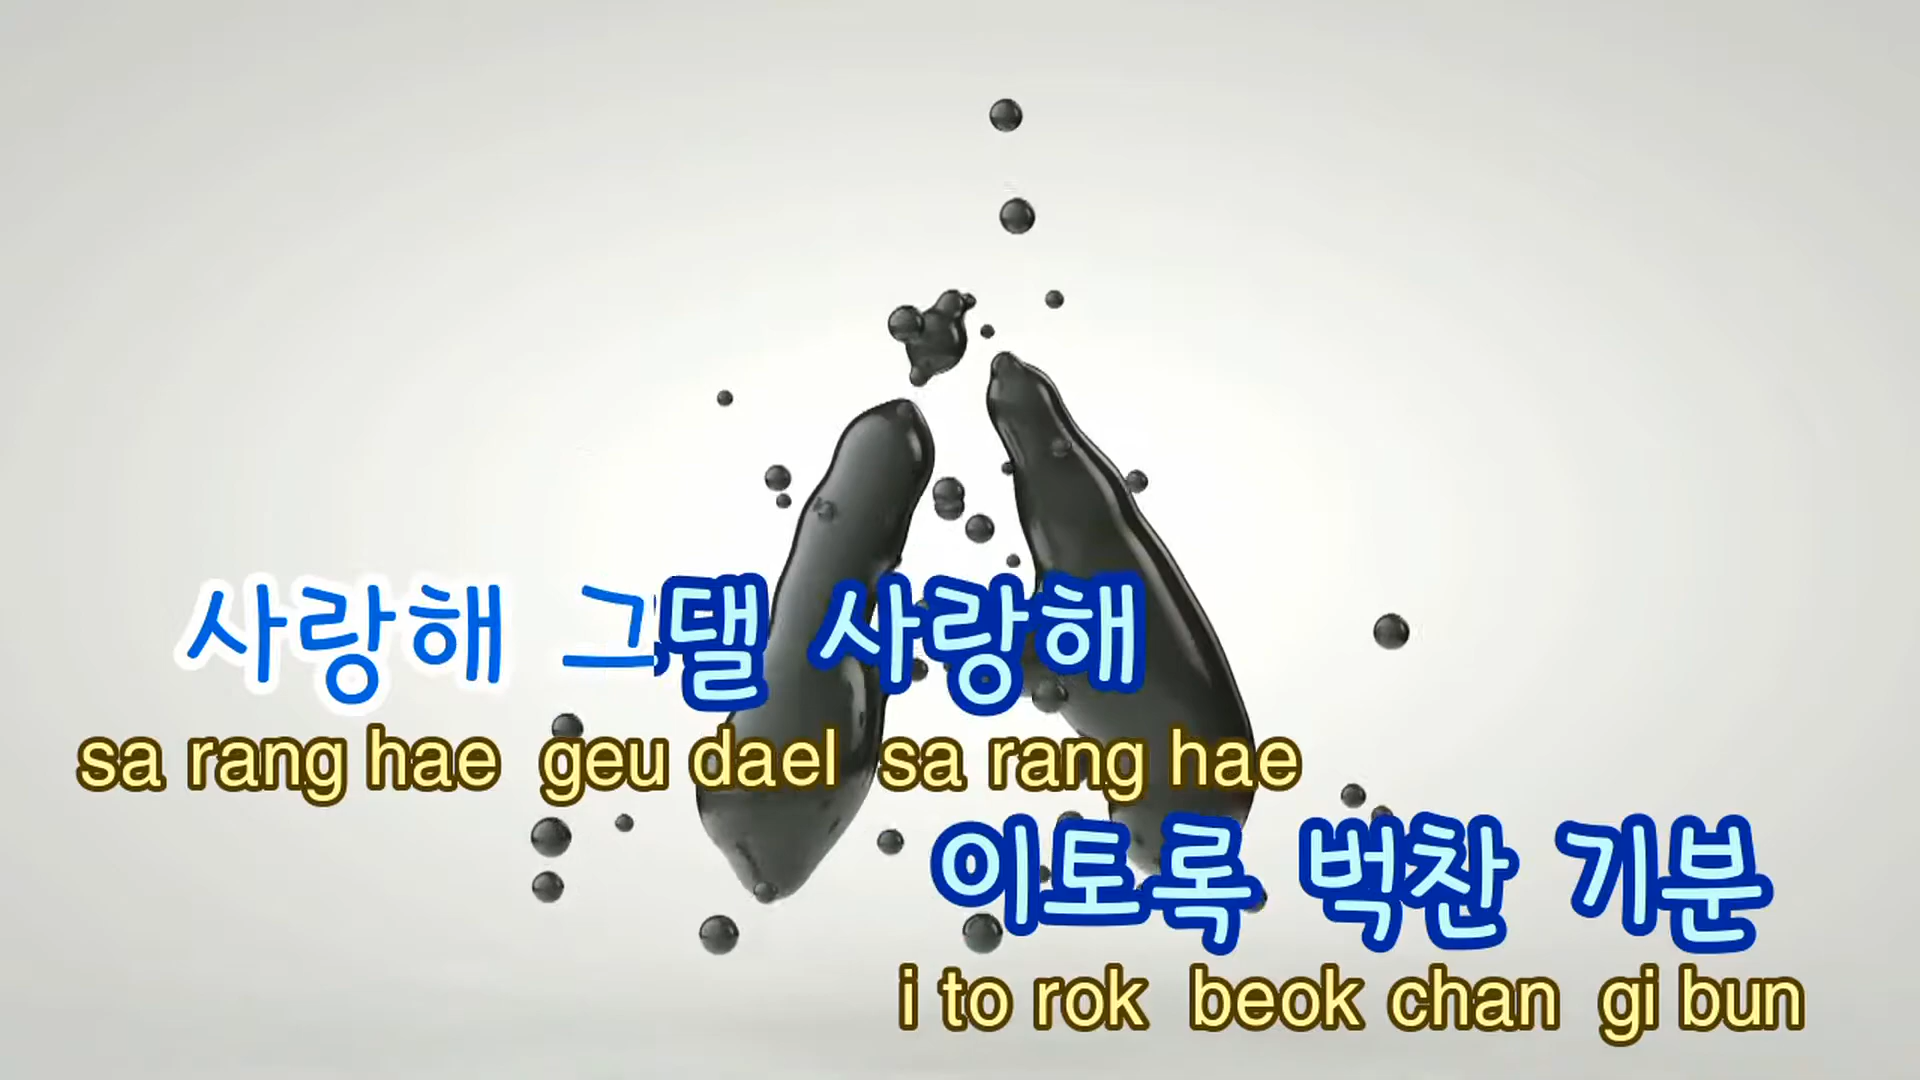 사랑해 그댈 사랑해
sa rang hae geu dael sa rang hae
이토록 벅찬 기분
i to rok beok chan gi bun